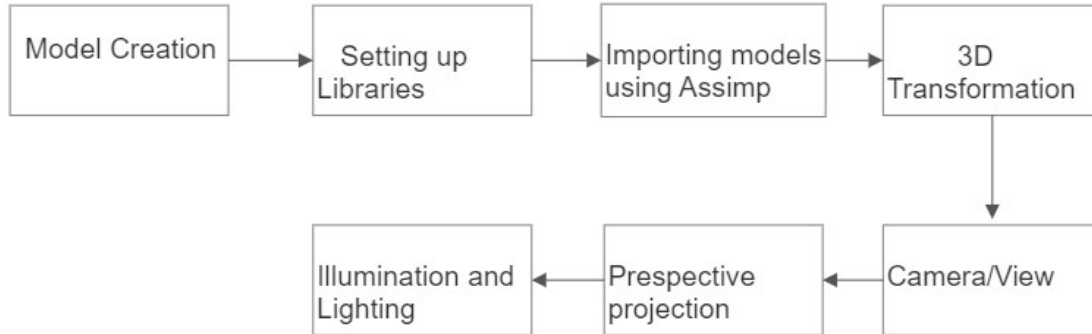 Model Creation
Setting up
Libraries
Importing models
using Assimp
3D
Transformation
Camera/View
Prespective
projection
Illumination and
Lighting